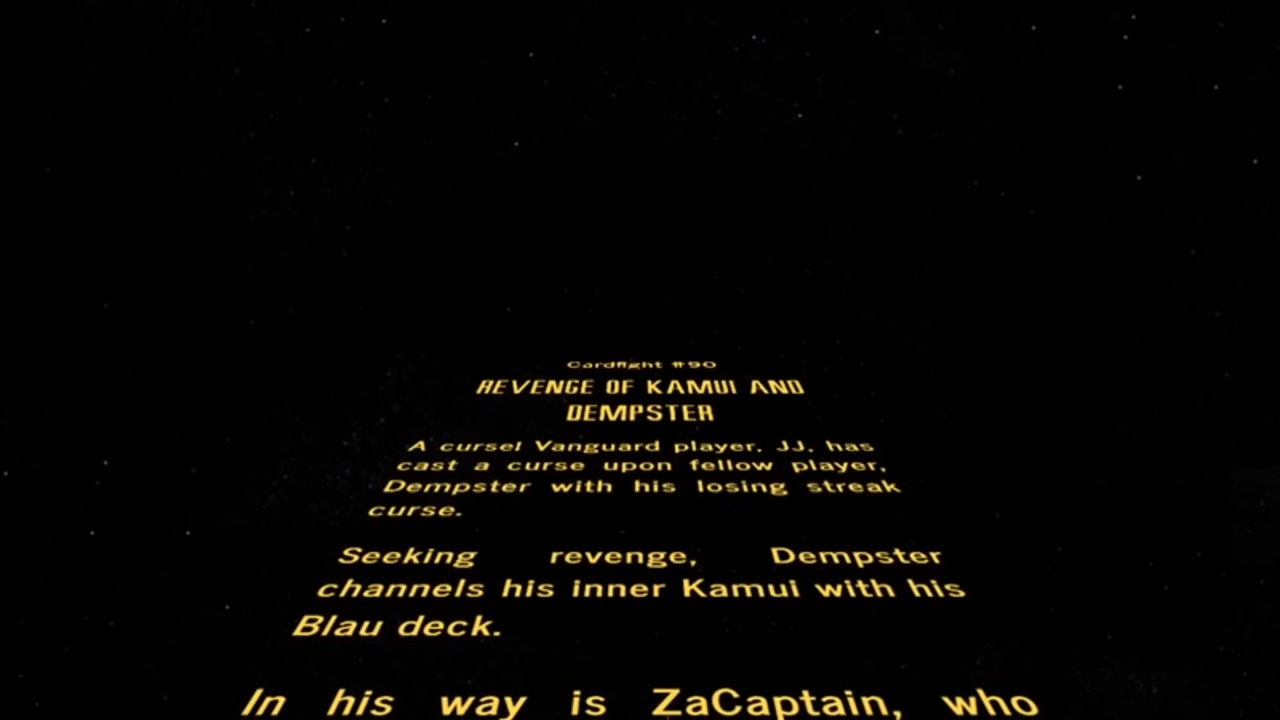 Cardfight #90
REVENGE OF KAMUI AND
DEMPSTER
A cursel Vanguard player, JJ, has
cast a curse upon fellow player,
Dempster with his losing streak
curse.
Seeking revenge, Dempster
channels his inner Kamui with his
Blau deck.
In his way is ZaCaptain, who